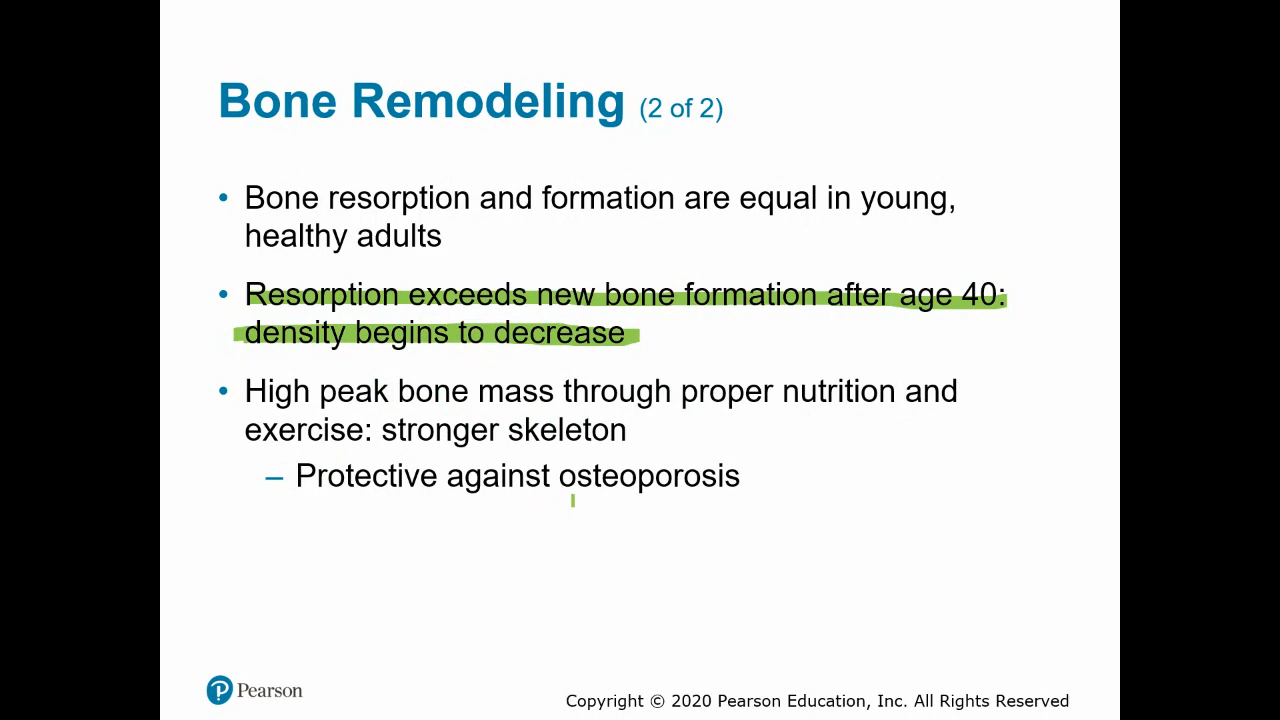 Bone Remodeling (2 of 2)
• Bone resorption and formation are equal in young,
healthy adults
• Resorption exceeds new bone formation after age 40:
density begins to decrease
• High peak bone mass through proper nutrition and
exercise: stronger skeleton
– Protective against osteoporosis
Pearson
Copyright © 2020 Pearson Education, Inc. All Rights Reserved